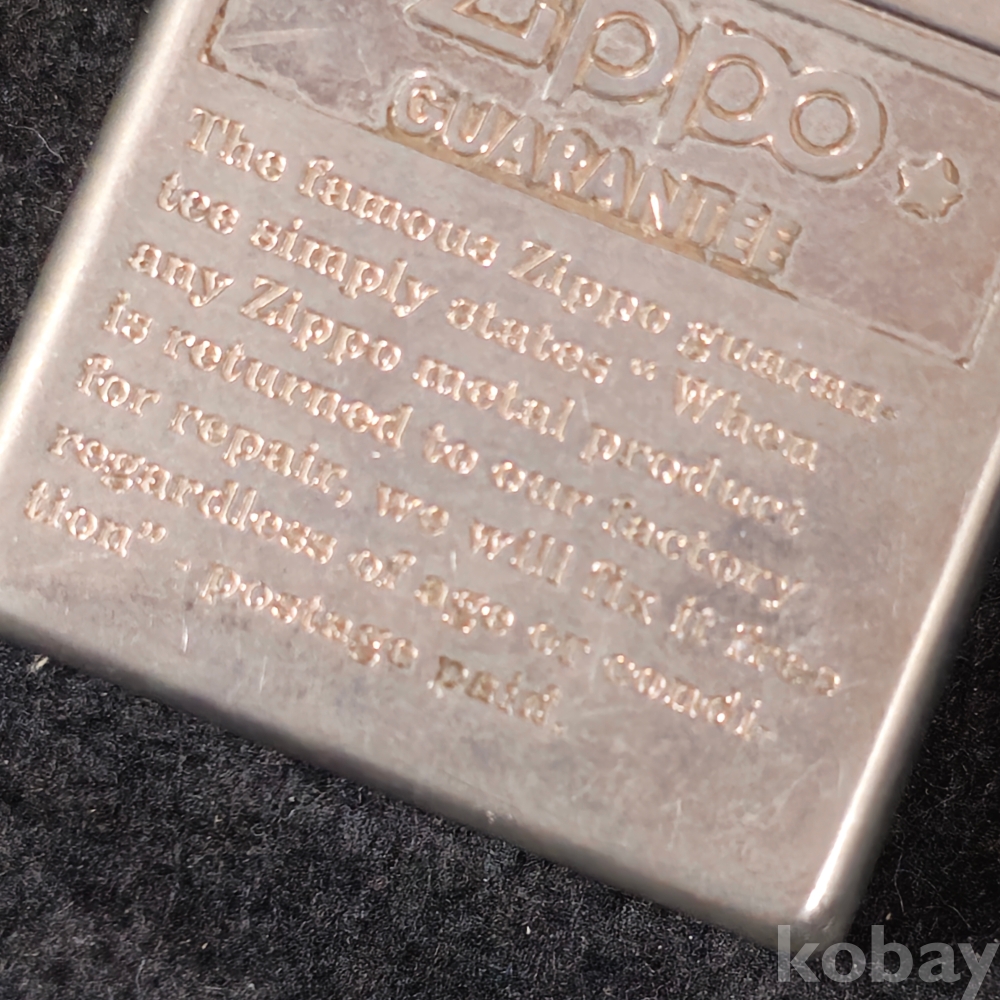 Zippo
GUARANTEE
The famous Zippo guaran-
tee simply states “ When
any Zippo metal product
is returned to our factory
for repair, we will fix it free
regardless of age or condi-
tion” - postage paid.
kobay